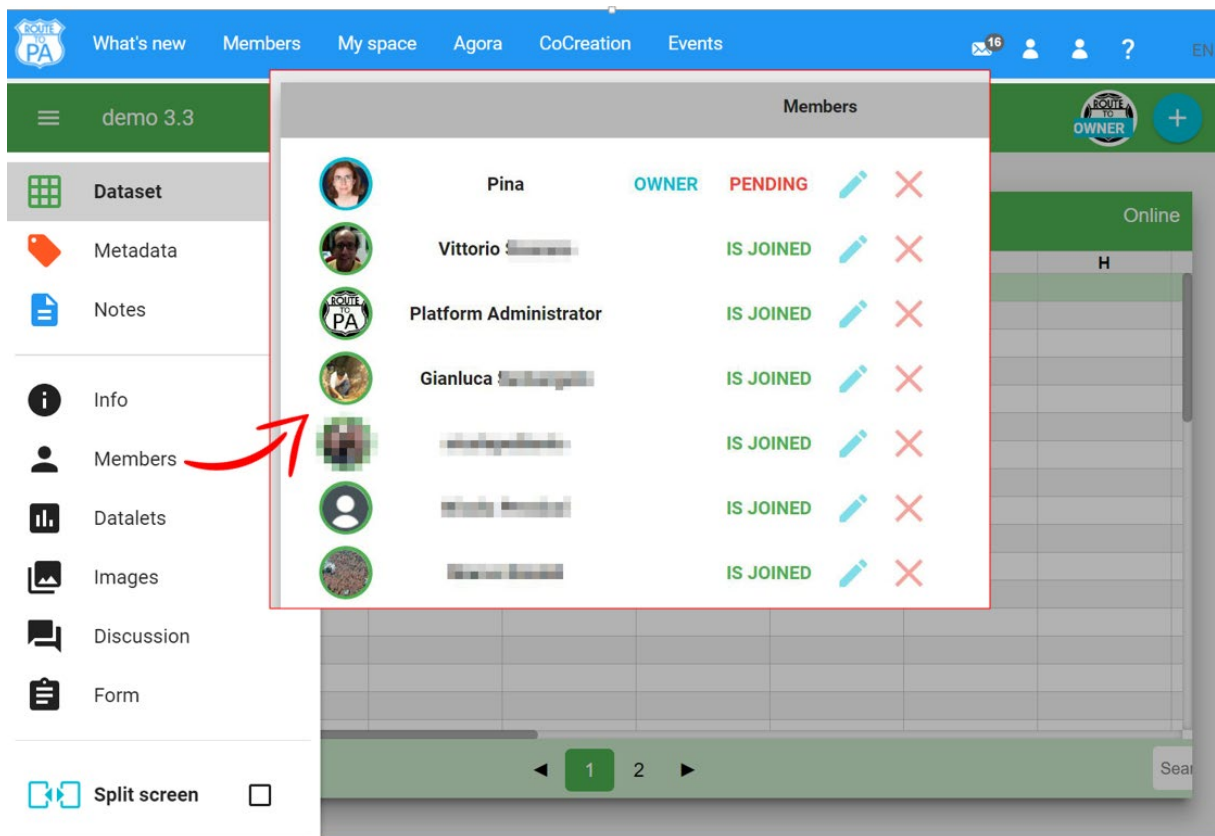 ROUTE TO PA
What's new Members My space Agora CoCreation Events 16 ? EN
demo 3.3
ROUTE TO OWNER +
Members
Dataset
Metadata
Notes
Info
Members
Datalets
Images
Discussion
Form
Split screen
Pina OWNER PENDING
Vittorio IS JOINED
ROUTE TO PA Platform Administrator IS JOINED
Gianluca IS JOINED
IS JOINED
IS JOINED
IS JOINED
Online
H
◄ 1 2 ►